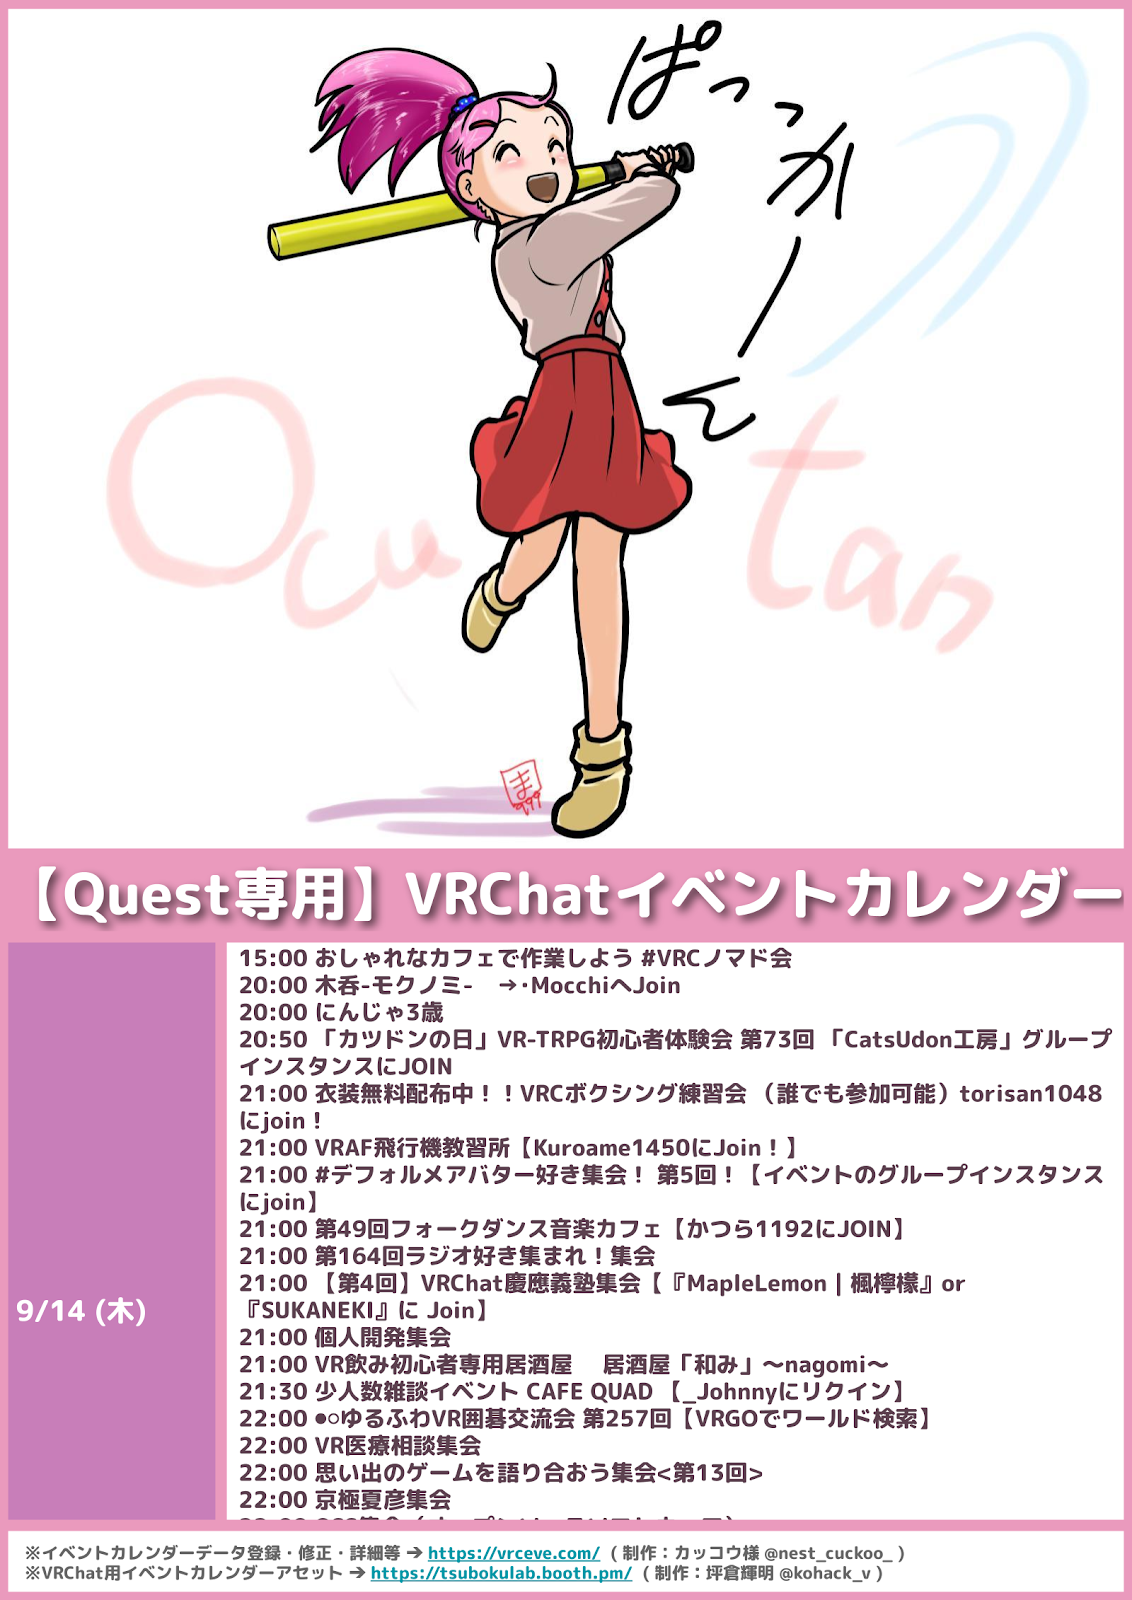 ぱっっかーん
Ocu tan
ま
999
【Quest専用】VRChatイベントカレンダー
9/14 (木)
15:00 おしゃれなカフェで作業しよう #VRCノマド会
20:00 木呑-モクノミ-　→･MocchiへJoin
20:00 にんじゃ3歳
20:50 「カツドンの日」VR-TRPG初心者体験会 第73回 「CatsUdon工房」グループ
インスタンスにJOIN
21:00 衣装無料配布中！！VRCボクシング練習会 （誰でも参加可能）torisan1048
にjoin！
21:00 VRAF飛行機教習所【Kuroame1450にJoin！】
21:00 #デフォルメアバター好き集会！ 第5回！【イベントのグループインスタンス
にjoin】
21:00 第49回フォークダンス音楽カフェ【かつら1192にJOIN】
21:00 第164回ラジオ好き集まれ！集会
21:00 【第4回】VRChat慶應義塾集会【『MapleLemon | 楓檸檬』or
『SUKANEKI』に Join】
21:00 個人開発集会
21:00 VR飲み初心者専用居酒屋　 居酒屋「和み」～nagomi～
21:30 少人数雑談イベント CAFE QUAD 【_Johnnyにリクイン】
22:00 ●○ゆるふわVR囲碁交流会 第257回【VRGOでワールド検索】
22:00 VR医療相談集会
22:00 思い出のゲームを語り合おう集会<第13回>
22:00 京極夏彦集会
※イベントカレンダーデータ登録・修正・詳細等 ➔ https://vrceve.com/ （ 制作：カッコウ様 @nest_cuckoo_ ）
※VRChat用イベントカレンダーアセット ➔ https://tsubokulab.booth.pm/ （ 制作：坪倉輝明 @kohack_v ）